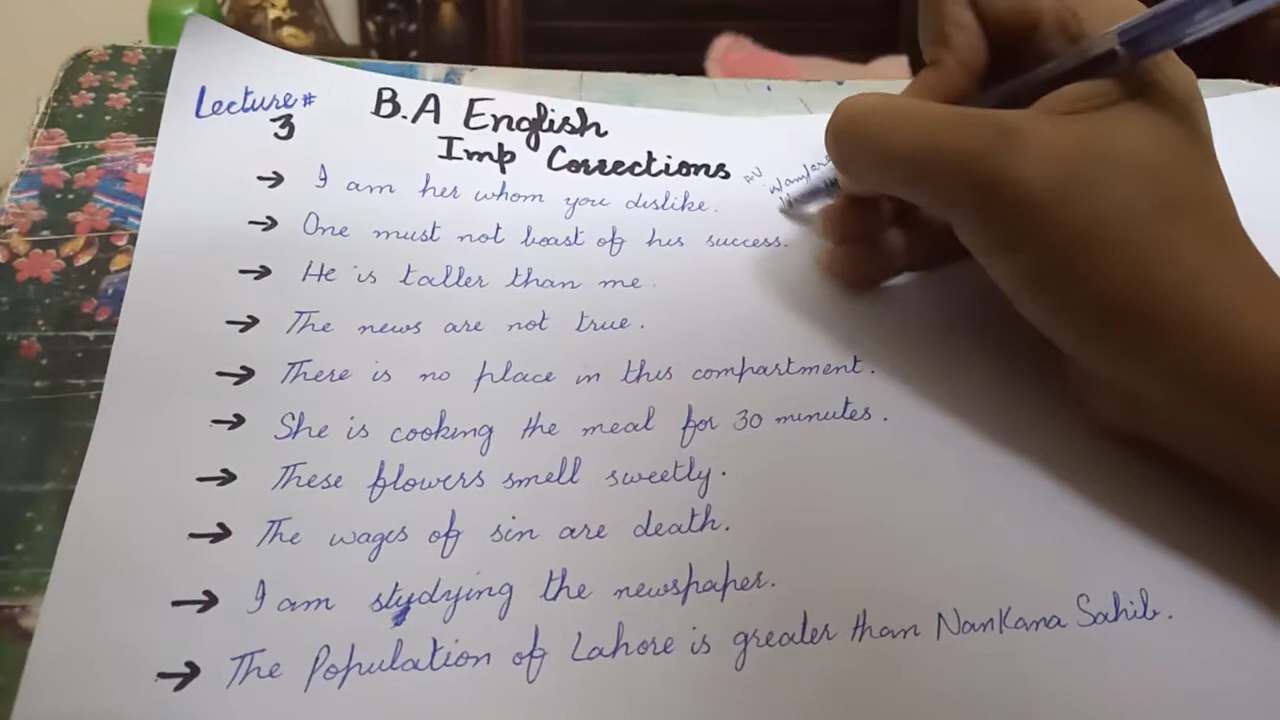 Lecture #
3
B.A English
Imp Corrections
→ I am her whom you dislike.
→ One must not boast of his success.
→ He is taller than me.
→ The news are not true.
→ There is no place in this compartment.
→ She is cooking the meal for 30 minutes.
→ These flowers smell sweetly.
→ The wages of sin are death.
→ I am studying the newspaper.
→ The Population of Lahore is greater than Nankana Sahib.